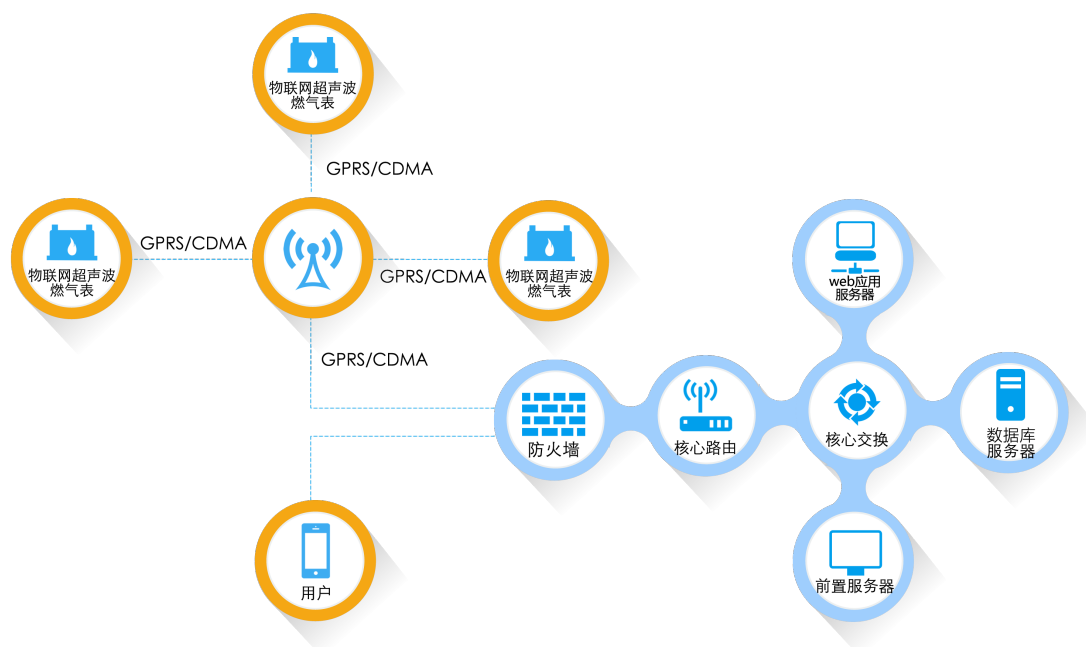 物联网超声波
燃气表
GPRS/CDMA
GPRS/CDMA
物联网超声波
燃气表
GPRS/CDMA
物联网超声波
燃气表
web应用
服务器
GPRS/CDMA
防火墙
核心路由
核心交换
数据库
服务器
用户
前置服务器